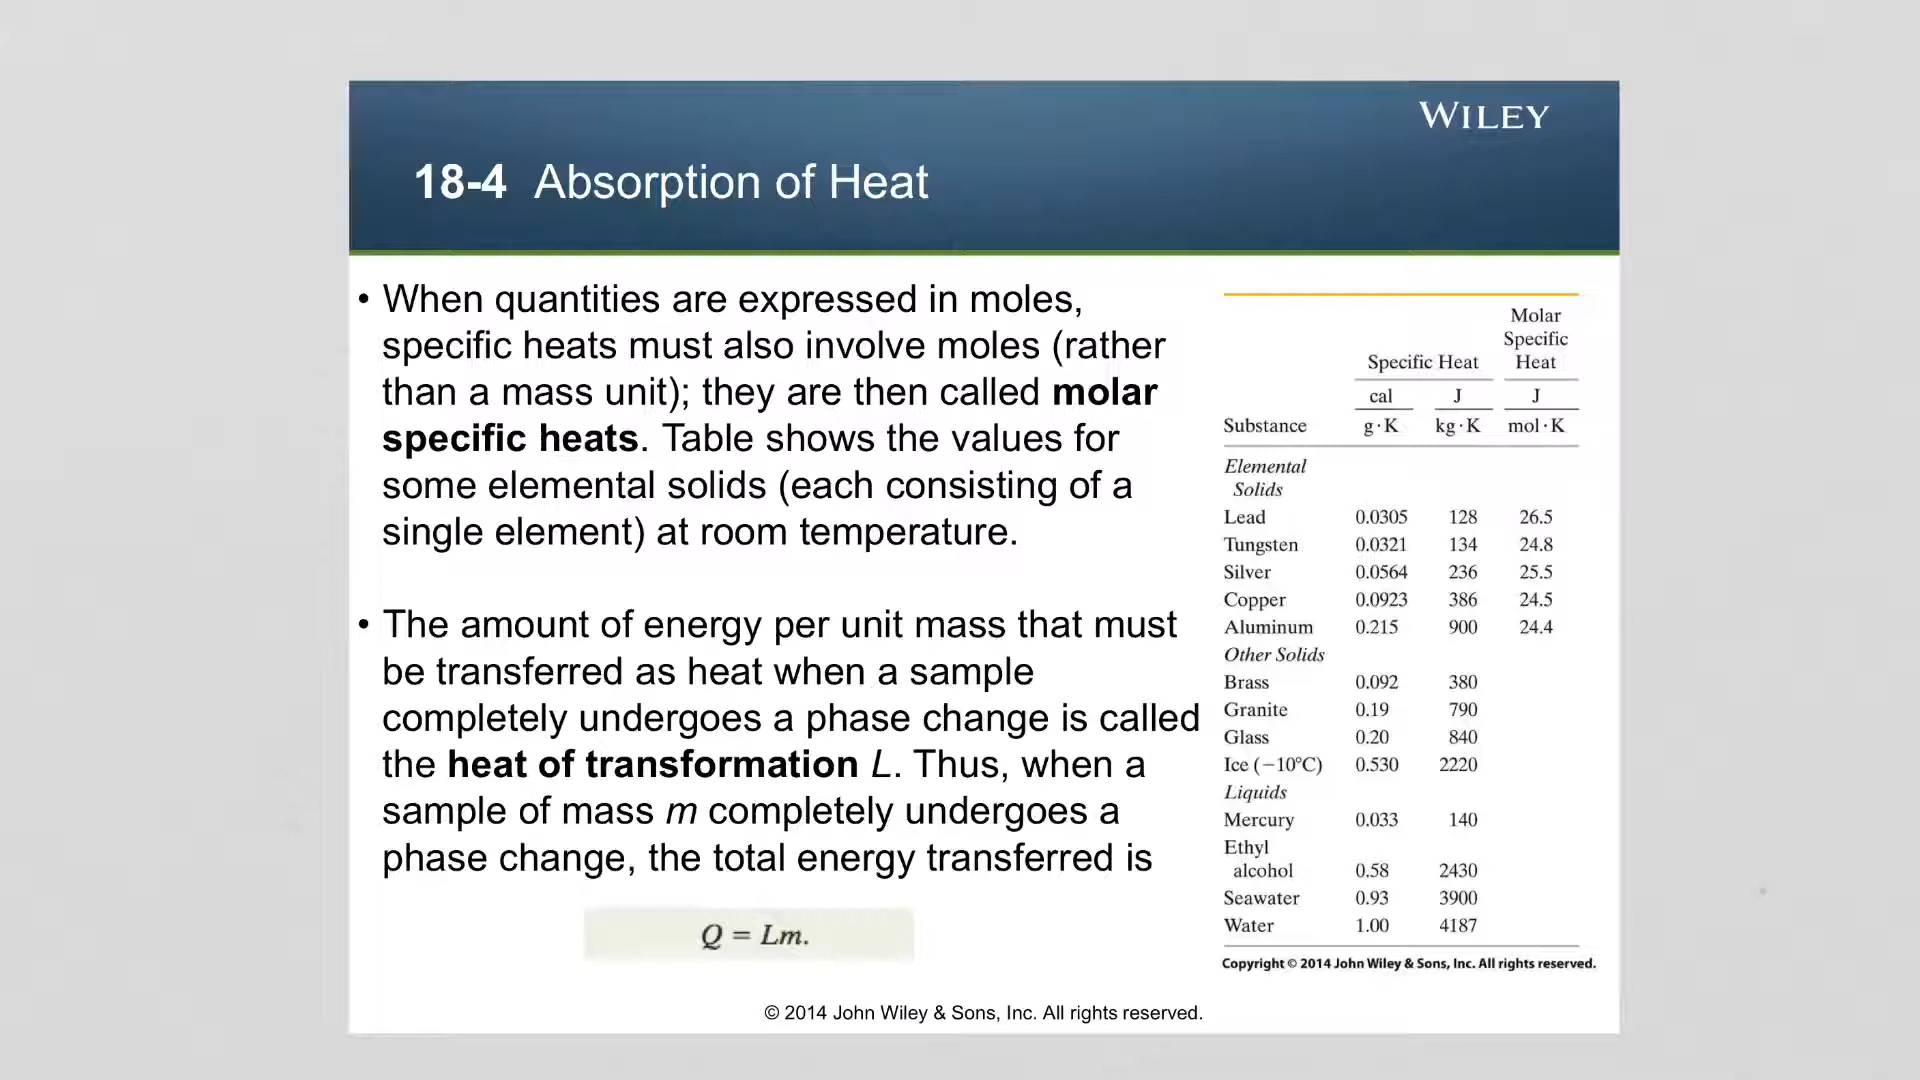 WILEY
18-4 Absorption of Heat
• When quantities are expressed in moles,
specific heats must also involve moles (rather
than a mass unit); they are then called molar
specific heats. Table shows the values for
some elemental solids (each consisting of a
single element) at room temperature.
• The amount of energy per unit mass that must
be transferred as heat when a sample
completely undergoes a phase change is called
the heat of transformation L. Thus, when a
sample of mass m completely undergoes a
phase change, the total energy transferred is
Q = Lm.
Molar
Specific
Specific Heat Heat
cal J J
Substance g·K kg·K mol·K
Elemental
Solids
Lead 0.0305 128 26.5
Tungsten 0.0321 134 24.8
Silver 0.0564 236 25.5
Copper 0.0923 386 24.5
Aluminum 0.215 900 24.4
Other Solids
Brass 0.092 380
Granite 0.19 790
Glass 0.20 840
Ice (−10°C) 0.530 2220
Liquids
Mercury 0.033 140
Ethyl
alcohol 0.58 2430
Seawater 0.93 3900
Water 1.00 4187
Copyright © 2014 John Wiley & Sons, Inc. All rights reserved.
© 2014 John Wiley & Sons, Inc. All rights reserved.